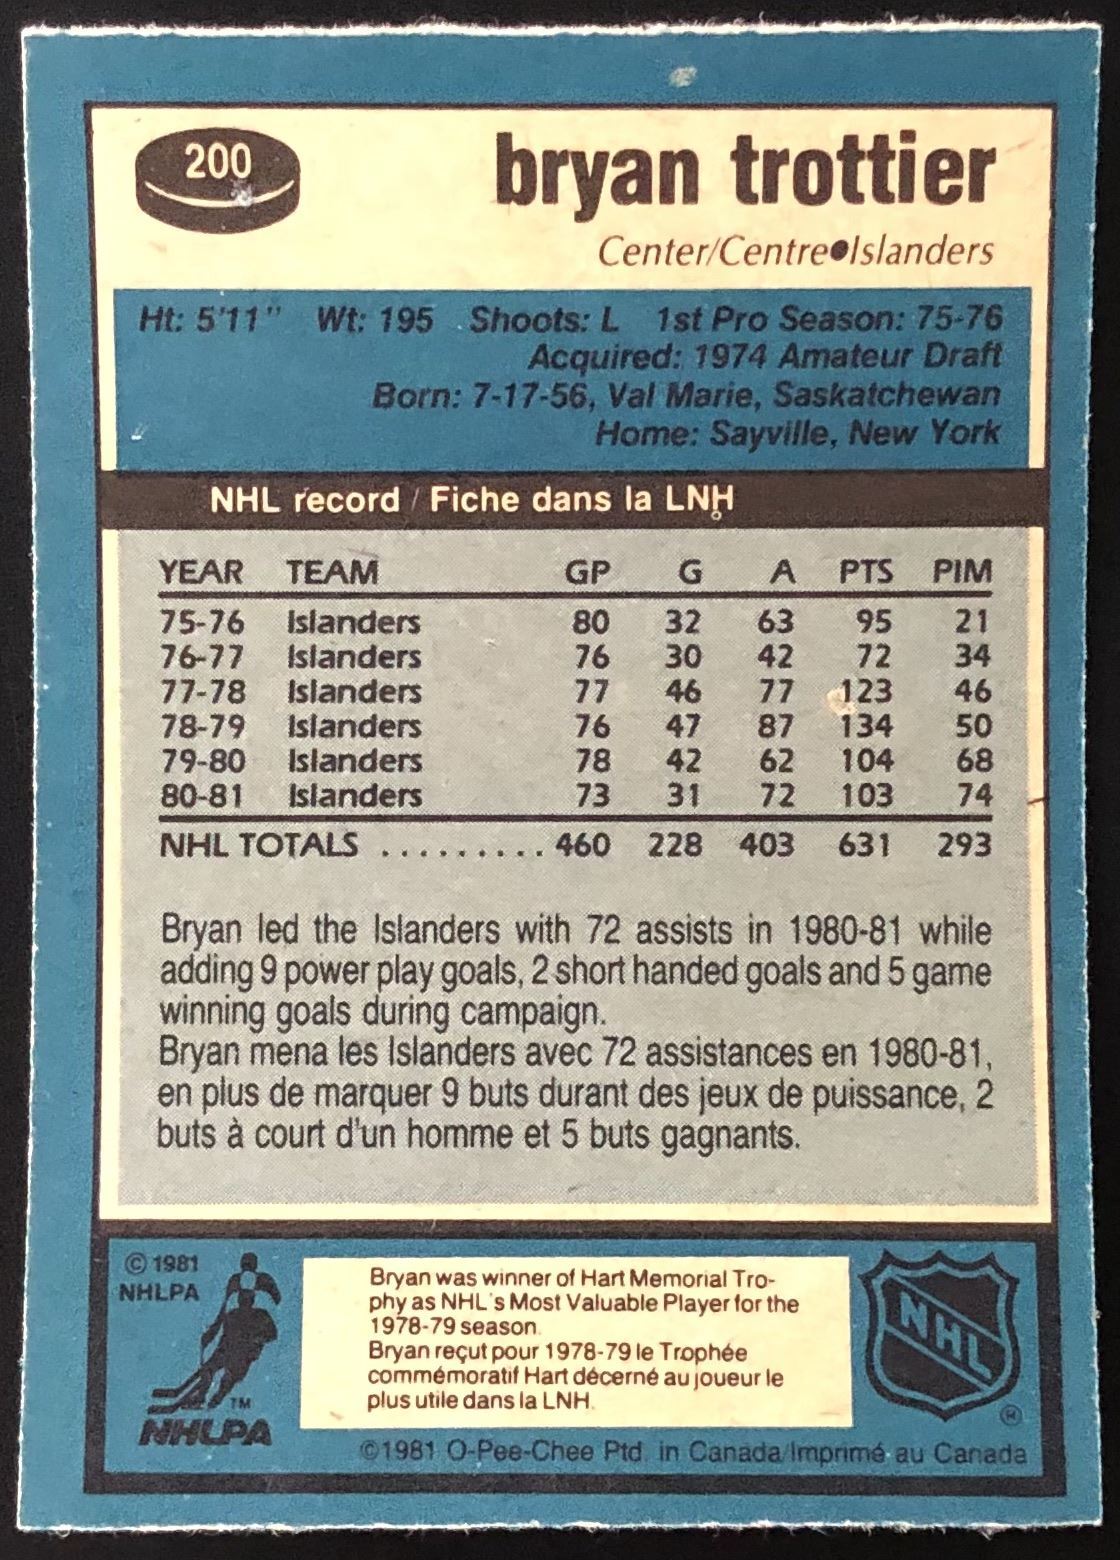 200
bryan trottier
Center/Centre●Islanders
Ht: 5'11" Wt: 195 Shoots: L 1st Pro Season: 75-76
Acquired: 1974 Amateur Draft
Born: 7-17-56, Val Marie, Saskatchewan
Home: Sayville, New York
NHL record / Fiche dans la LNH
YEAR TEAM GP G A PTS PIM
75-76 Islanders 80 32 63 95 21
76-77 Islanders 76 30 42 72 34
77-78 Islanders 77 46 77 123 46
78-79 Islanders 76 47 87 134 50
79-80 Islanders 78 42 62 104 68
80-81 Islanders 73 31 72 103 74
NHL TOTALS .......... 460 228 403 631 293
Bryan led the Islanders with 72 assists in 1980-81 while
adding 9 power play goals, 2 short handed goals and 5 game
winning goals during campaign.
Bryan mena les Islanders avec 72 assistances en 1980-81,
en plus de marquer 9 buts durant des jeux de puissance, 2
buts à court d'un homme et 5 buts gagnants.
© 1981
NHLPA
TM
NHLPA
Bryan was winner of Hart Memorial Tro-
phy as NHL's Most Valuable Player for the
1978-79 season.
Bryan reçut pour 1978-79 le Trophée
commémoratif Hart décerné au joueur le
plus utile dans la LNH.
NHL
®
©1981 O-Pee-Chee Ptd. in Canada/Imprimé au Canada